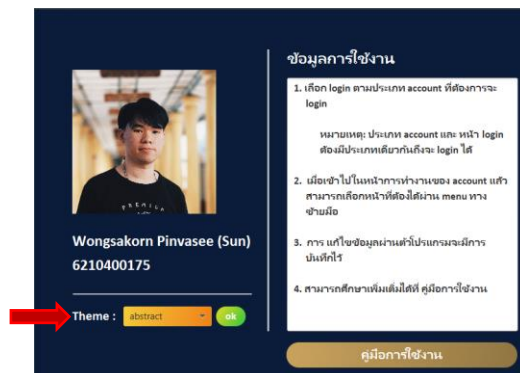 ข้อมูลการใช้งาน
1. เลือก login ตามประเภท account ที่ต้องการจะ
login
หมายเหตุ: ประเภท account และ หน้า login
ต้องมีประเภทเดียวกันถึงจะ login ได้
2. เมื่อเข้าไปในหน้าการทำงานของ account แล้ว
สามารถเลือกหน้าที่ต้องได้ผ่าน menu ทาง
ซ้ายมือ
3. การ แก้ไขข้อมูลผ่านตัวโปรแกรมจะมีการ
บันทึกไว้
4. สามารถศึกษาเพิ่มเติ่มได้ที่ คู่มือการใช้งาน
PREMIUM
Wongsakorn Pinvasee (Sun)
6210400175
Theme :
abstract
ok
คู่มือการใช้งาน